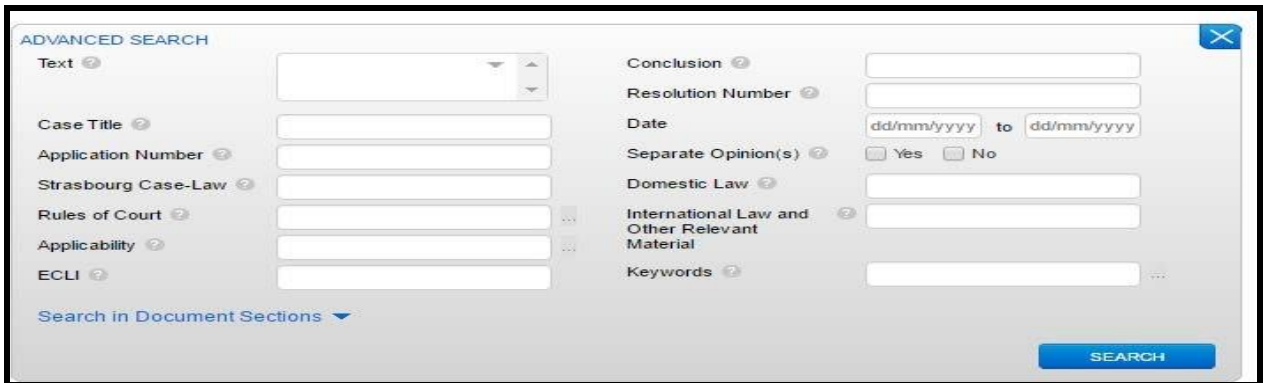 ADVANCED SEARCH
Text
Case Title
Application Number
Strasbourg Case-Law
Rules of Court
...
Applicability
...
ECLI
Search in Document Sections
Conclusion
Resolution Number
Date dd/mm/yyyy to dd/mm/yyyy
Separate Opinion(s) Yes No
Domestic Law
International Law and
Other Relevant
Material
Keywords
...
SEARCH